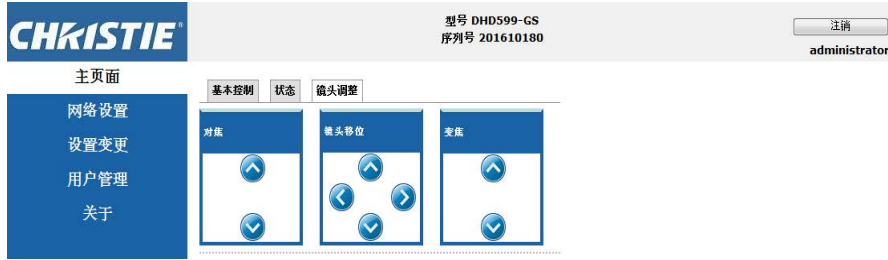 CHRISTIE®
型号 DHD599-GS
序列号 201610180
注销
administrator
主页面
网络设置
设置变更
用户管理
关于
基本控制 状态 镜头调整
对焦 镜头移位 变焦